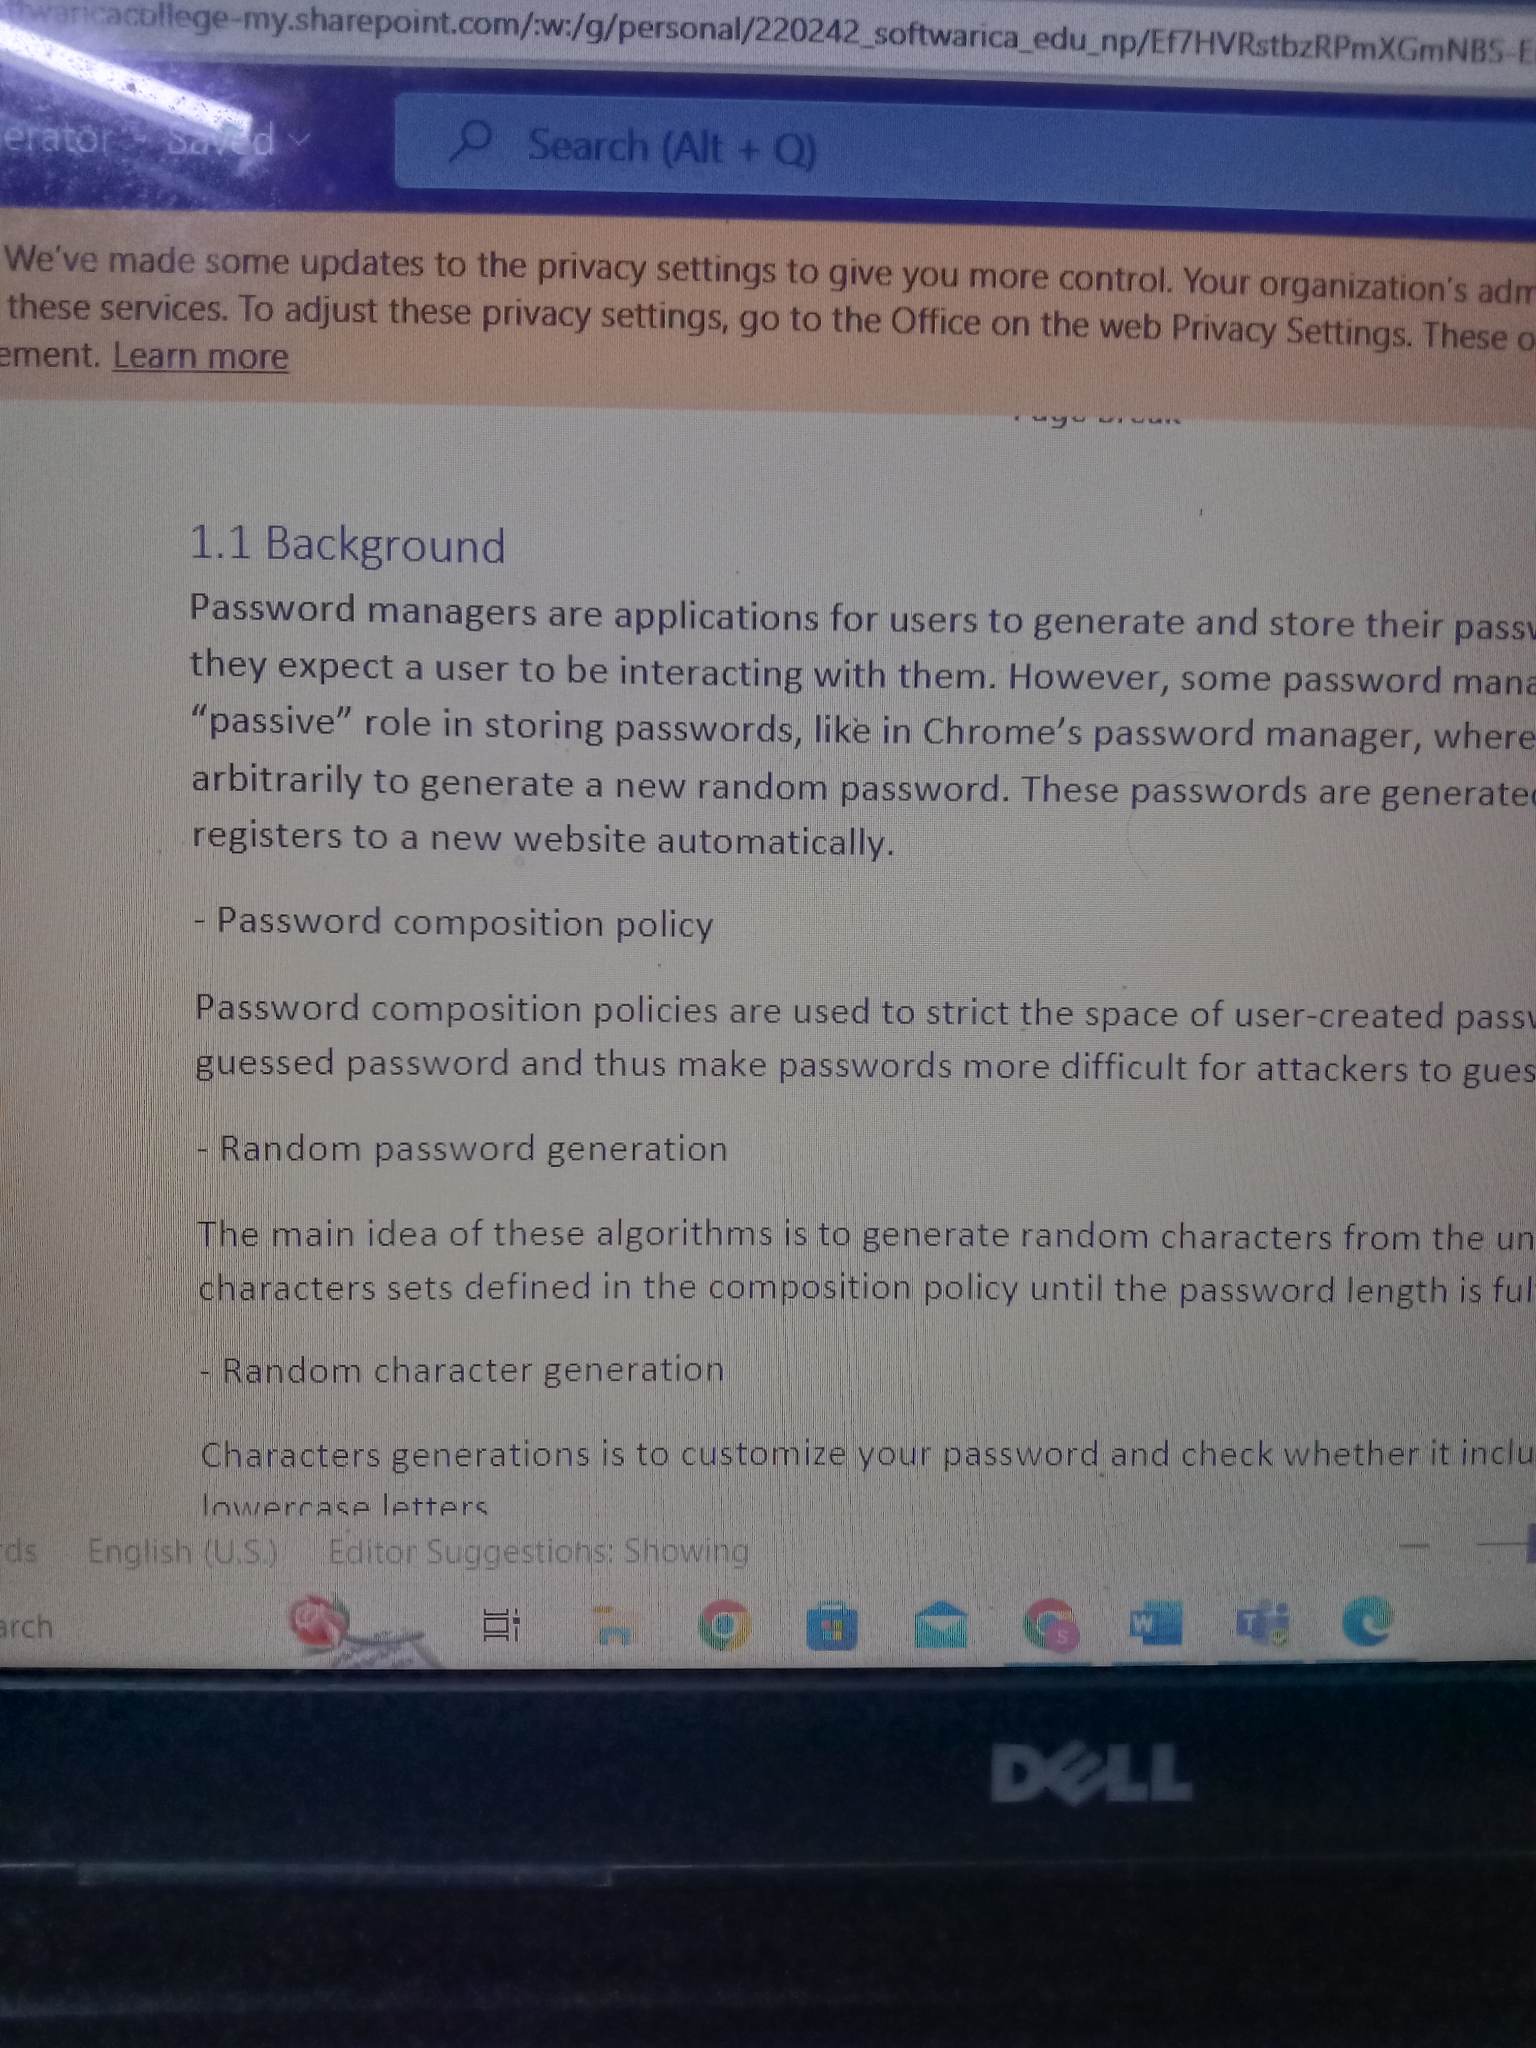 waricacollege-my.sharepoint.com/:w:/g/personal/220242_softwarica_edu_np/Ef7HVRstbzRPmXGmNBS-E
erator - Saved
Search (Alt + Q)
We've made some updates to the privacy settings to give you more control. Your organization's adm
these services. To adjust these privacy settings, go to the Office on the web Privacy Settings. These o
ement. Learn more
Page Break
1.1 Background
Password managers are applications for users to generate and store their passw
they expect a user to be interacting with them. However, some password mana
“passive” role in storing passwords, like in Chrome’s password manager, where
arbitrarily to generate a new random password. These passwords are generated
registers to a new website automatically.
- Password composition policy
Password composition policies are used to strict the space of user-created passw
guessed password and thus make passwords more difficult for attackers to gues
- Random password generation
The main idea of these algorithms is to generate random characters from the un
characters sets defined in the composition policy until the password length is ful
- Random character generation
Characters generations is to customize your password and check whether it inclu
lowercase letters
rds English (U.S.) Editor Suggestions: Showing
arch
DELL